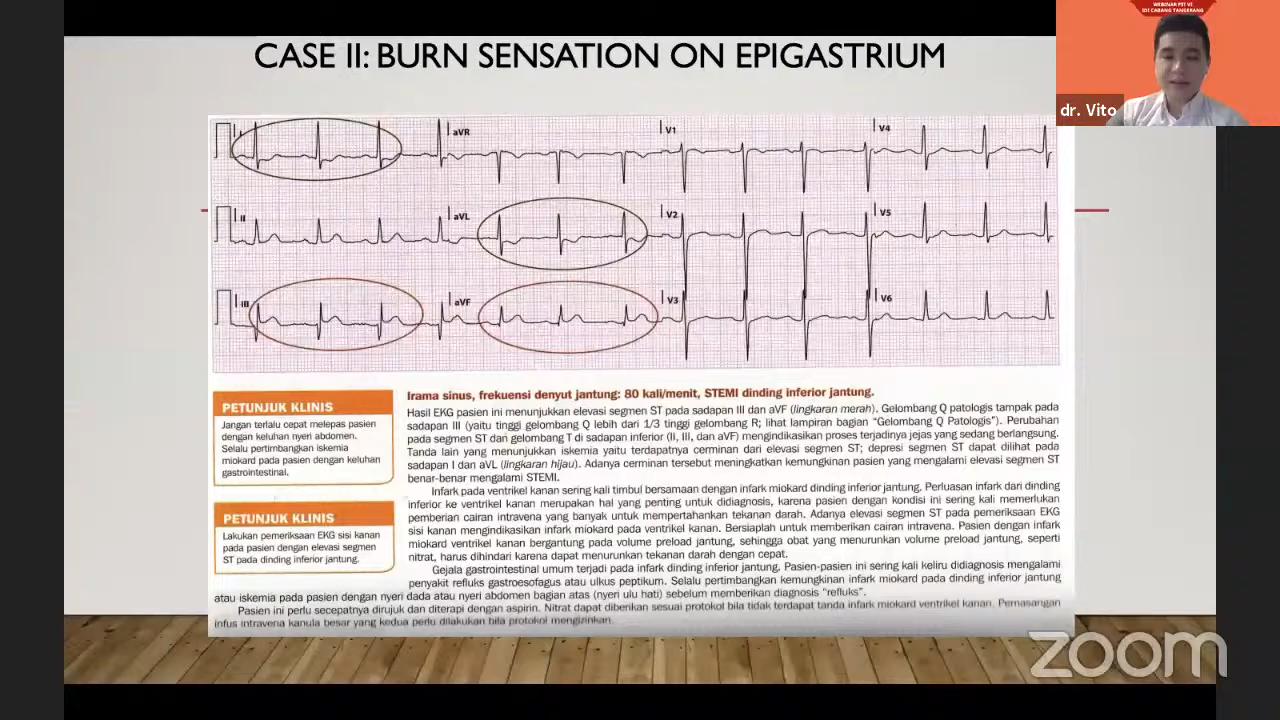 WEBINAR PIT VI
IDI CABANG TANGERANG
dr. Vito
CASE II: BURN SENSATION ON EPIGASTRIUM
I
aVR
V1
V4
II
aVL
V2
V5
III
aVF
V3
V6
PETUNJUK KLINIS
Jangan terlalu cepat melepas pasien
dengan keluhan nyeri abdomen.
Selalu pertimbangkan iskemia
miokard pada pasien dengan keluhan
gastrointestinal.
PETUNJUK KLINIS
Lakukan pemeriksaan EKG sisi kanan
pada pasien dengan elevasi segmen
ST pada dinding inferior jantung.
Irama sinus, frekuensi denyut jantung: 80 kali/menit, STEMI dinding inferior jantung.
Hasil EKG pasien ini menunjukkan elevasi segmen ST pada sadapan III dan aVF (lingkaran merah). Gelombang Q patologis tampak pada
sadapan III (yaitu tinggi gelombang Q lebih dari 1/3 tinggi gelombang R; lihat lampiran bagian “Gelombang Q Patologis”). Perubahan
pada segmen ST dan gelombang T di sadapan inferior (II, III, dan aVF) mengindikasikan proses terjadinya jejas yang sedang berlangsung.
Tanda lain yang menunjukkan iskemia yaitu terdapatnya cerminan dari elevasi segmen ST; depresi segmen ST dapat dilihat pada
sadapan I dan aVL (lingkaran hijau). Adanya cerminan tersebut meningkatkan kemungkinan pasien yang mengalami elevasi segmen ST
benar-benar mengalami STEMI.
Infark pada ventrikel kanan sering kali timbul bersamaan dengan infark miokard dinding inferior jantung. Perluasan infark dari dinding
inferior ke ventrikel kanan merupakan hal yang penting untuk didiagnosis, karena pasien dengan kondisi ini sering kali memerlukan
pemberian cairan intravena yang banyak untuk mempertahankan tekanan darah. Adanya elevasi segmen ST pada pemeriksaan EKG
sisi kanan mengindikasikan infark miokard pada ventrikel kanan. Bersiaplah untuk memberikan cairan intravena. Pasien dengan infark
miokard ventrikel kanan bergantung pada volume preload jantung, sehingga obat yang menurunkan volume preload jantung, seperti
nitrat, harus dihindari karena dapat menurunkan tekanan darah dengan cepat.
Gejala gastrointestinal umum terjadi pada infark dinding inferior jantung. Pasien-pasien ini sering kali keliru didiagnosis mengalami
penyakit refluks gastroesofagus atau ulkus peptikum. Selalu pertimbangkan kemungkinan infark miokard pada dinding inferior jantung
atau iskemia pada pasien dengan nyeri dada atau nyeri abdomen bagian atas (nyeri ulu hati) sebelum memberikan diagnosis “refluks”.
Pasien ini perlu secepatnya dirujuk dan diterapi dengan aspirin. Nitrat dapat diberikan sesuai protokol bila tidak terdapat tanda infark miokard ventrikel kanan. Pemasangan
infus intravena kanula besar yang kedua perlu dilakukan bila protokol mengizinkan.
zoom